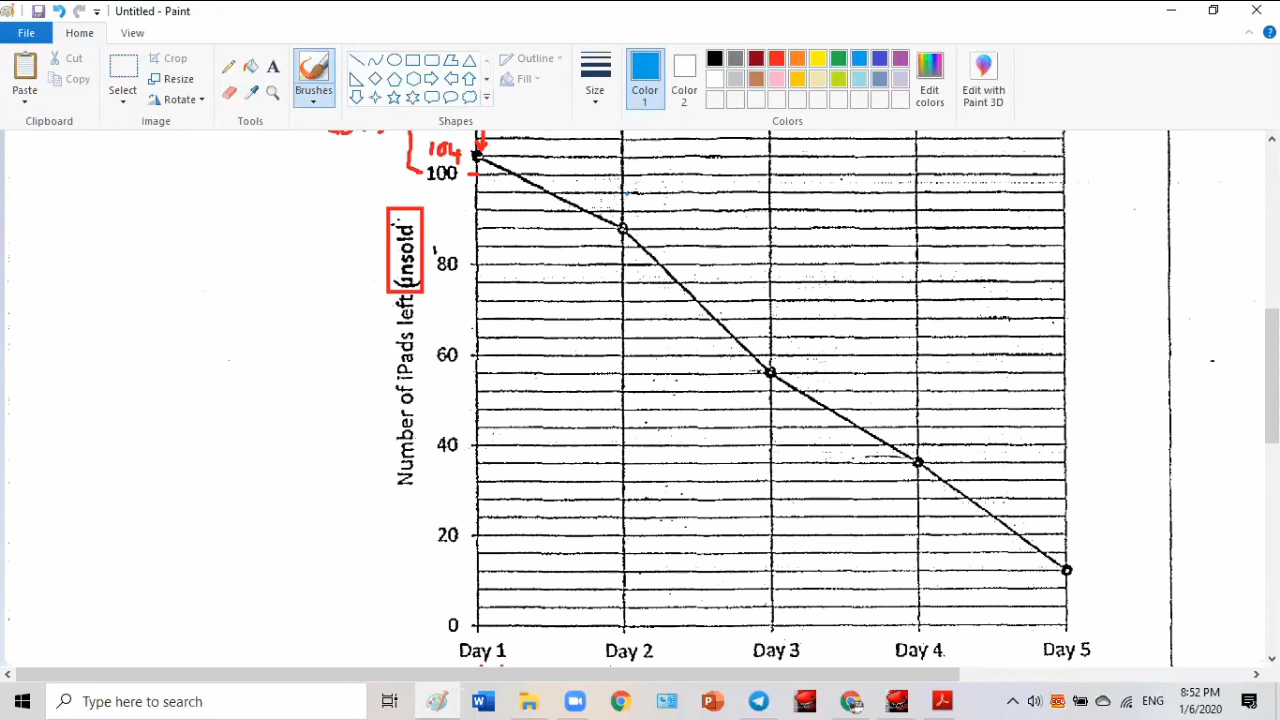 Untitled - Paint
File
Home
View
Paste
Cut
Copy
Clipboard
Select
Crop
Resize
Rotate
Image
A
Tools
Brushes
Outline
Fill
Shapes
Size
Color 1
Color 2
Edit colors
Edit with Paint 3D
Colors
104
100
80
60
40
20
0
Number of iPads left (unsold
Day 1
Day 2
Day 3
Day 4
Day 5
Type here to search
ENG
8:52 PM
1/6/2020